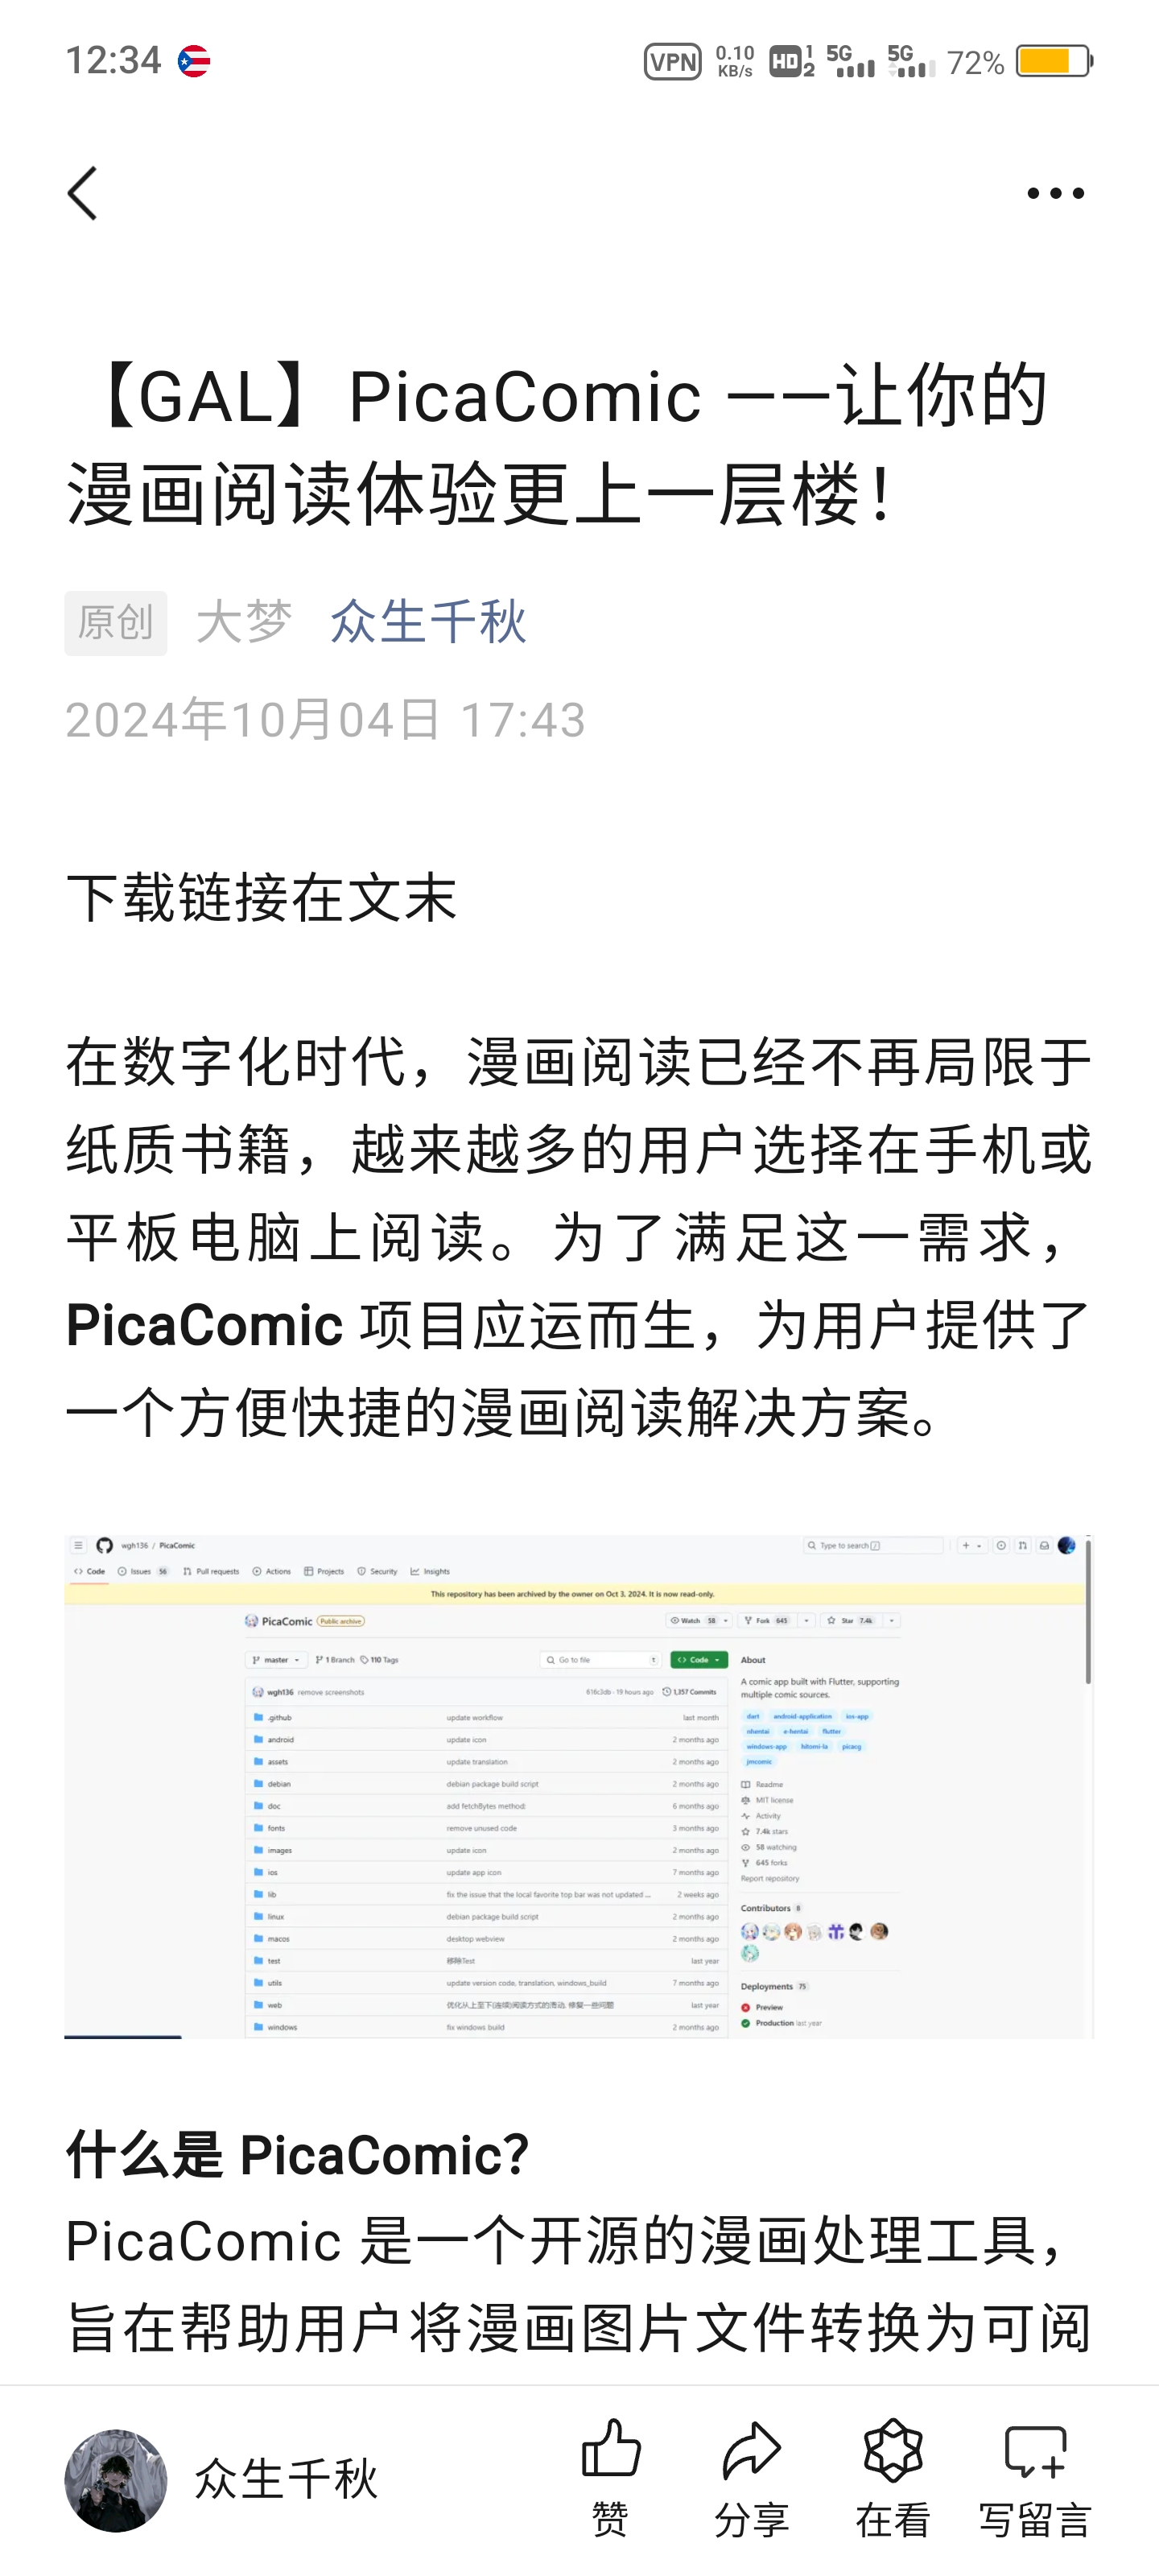 12:34
VPN 0.10 KB/s HD 1 2 5G 5G 72%
【GAL】PicaComic ——让你的
漫画阅读体验更上一层楼！
原创 大梦 众生千秋
2024年10月04日 17:43
下载链接在文末
在数字化时代，漫画阅读已经不再局限于
纸质书籍，越来越多的用户选择在手机或
平板电脑上阅读。为了满足这一需求，
PicaComic 项目应运而生，为用户提供了
一个方便快捷的漫画阅读解决方案。
wgh136 / PicaComic
Type to search
Code Issues 56 Pull requests Actions Projects Security Insights
This repository has been archived by the owner on Oct 3, 2024. It is now read-only.
PicaComic Public archive
Watch 58 Fork 645 Star 7.4k
master 1 Branch 110 Tags Go to file t Code
wgh136 remove screenshots 616c3db · 19 hours ago 1,357 Commits
.github update workflow last month
android update icon 2 months ago
assets update translation 2 months ago
debian debian package build script 2 months ago
doc add fetchBytes method: 6 months ago
fonts remove unused code 3 months ago
images update icon 2 months ago
ios update app icon 7 months ago
lib fix the issue that the local favorite top bar was not updated ... 2 weeks ago
linux debian package build script 2 months ago
macos desktop webview 2 months ago
test 移除Test last year
utils update version code, translation, windows_build 7 months ago
web 优化从上至下(连续)阅读方式的滑动, 修复一些问题 last year
windows fix windows build 2 months ago
About
A comic app built with Flutter, supporting
multiple comic sources.
dart android-application ios-app
nhentai e-hentai flutter
windows-app hitomi-la picacg
jmcomic
Readme
MIT license
Activity
7.4k stars
58 watching
645 forks
Report repository
Contributors 8
Deployments 75
Preview
Production last year
什么是 PicaComic？
PicaComic 是一个开源的漫画处理工具，
旨在帮助用户将漫画图片文件转换为可阅
众生千秋
赞 分享 在看 写留言